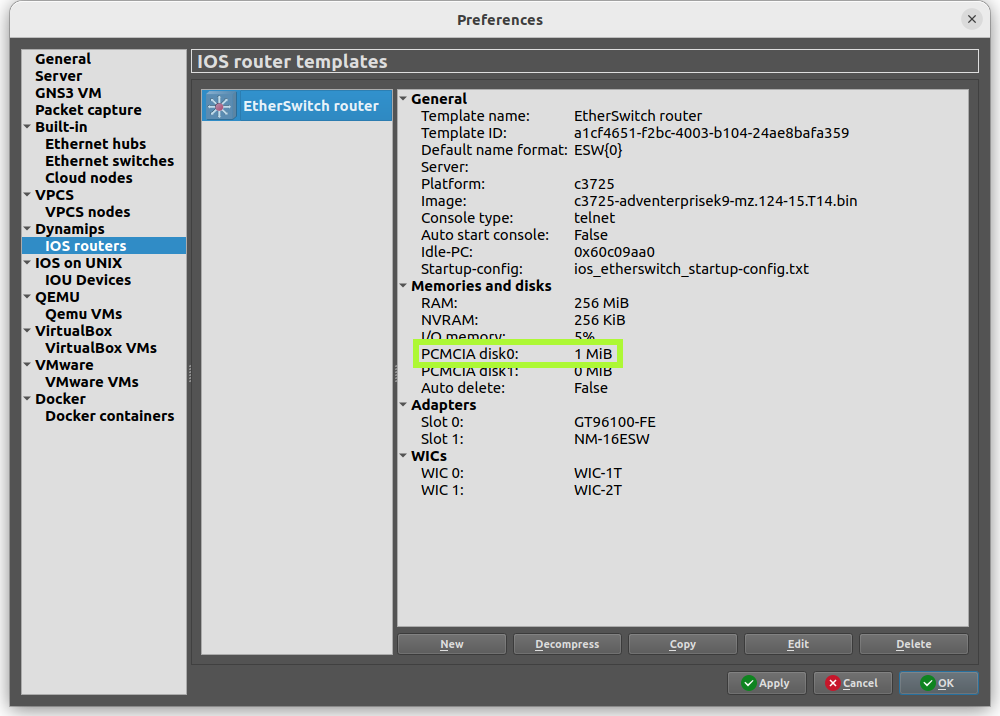 Preferences
General
Server
GNS3 VM
Packet capture
Built-in
Ethernet hubs
Ethernet switches
Cloud nodes
VPCS
VPCS nodes
Dynamips
IOS routers
IOS on UNIX
IOU Devices
QEMU
Qemu VMs
VirtualBox
VirtualBox VMs
VMware
VMware VMs
Docker
Docker containers
IOS router templates
EtherSwitch router
General
Template name: EtherSwitch router
Template ID: a1cf4651-f2bc-4003-b104-24ae8bafa359
Default name format: ESW{0}
Server:
Platform: c3725
Image: c3725-adventerprisek9-mz.124-15.T14.bin
Console type: telnet
Auto start console: False
Idle-PC: 0x60c09aa0
Startup-config: ios_etherswitch_startup-config.txt
Memories and disks
RAM: 256 MiB
NVRAM: 256 KiB
I/O memory: 5%
PCMCIA disk0: 1 MiB
PCMCIA disk1: 0 MiB
Auto delete: False
Adapters
Slot 0: GT96100-FE
Slot 1: NM-16ESW
WICs
WIC 0: WIC-1T
WIC 1: WIC-2T
New Decompress Copy Edit Delete
Apply Cancel OK